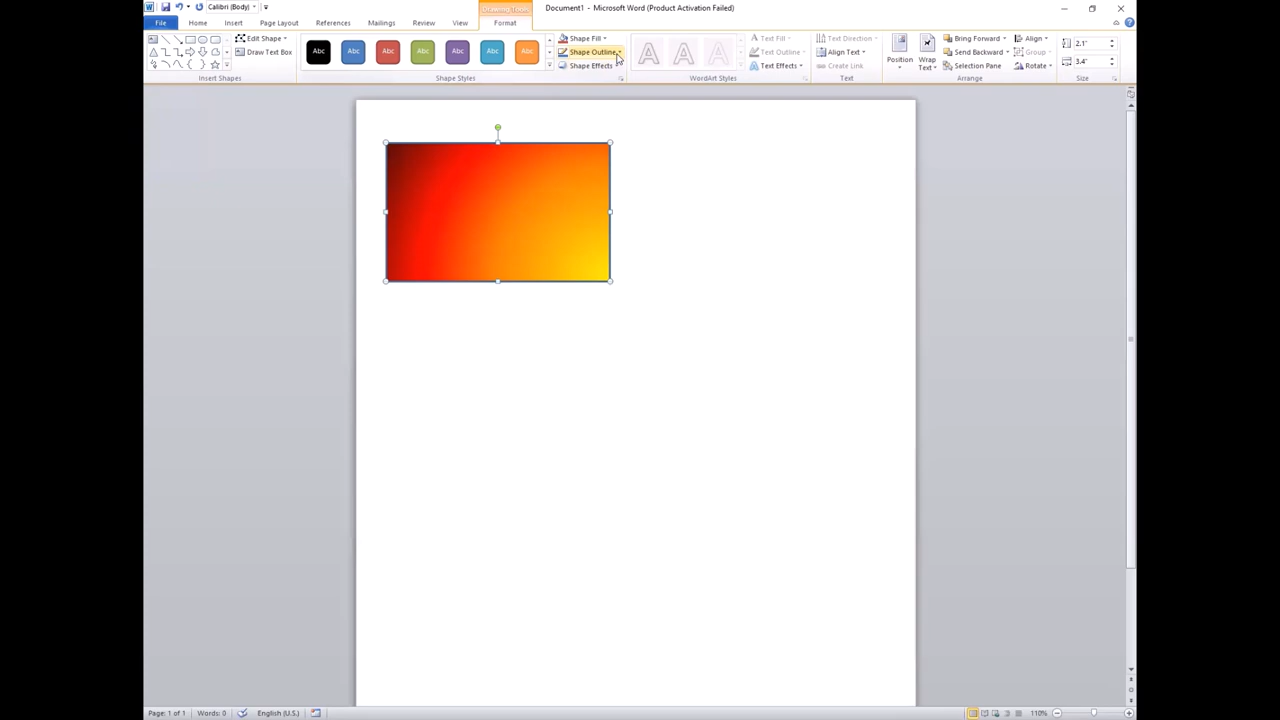 Calibri (Body) Drawing Tools Document1 - Microsoft Word (Product Activation Failed)
File Home Insert Page Layout References Mailings Review View Format
Edit Shape
Draw Text Box
Insert Shapes
Abc Abc Abc Abc Abc Abc Abc
Shape Styles
Shape Fill
Shape Outline
Shape Effects
A A A
WordArt Styles
Text Fill
Text Outline
Text Effects
Text Direction
Align Text
Create Link
Text
Position
Wrap
Text
Bring Forward
Send Backward
Selection Pane
Align
Group
Rotate
Arrange
2.1"
3.4"
Size
Page: 1 of 1 Words: 0 English (U.S.) 110%